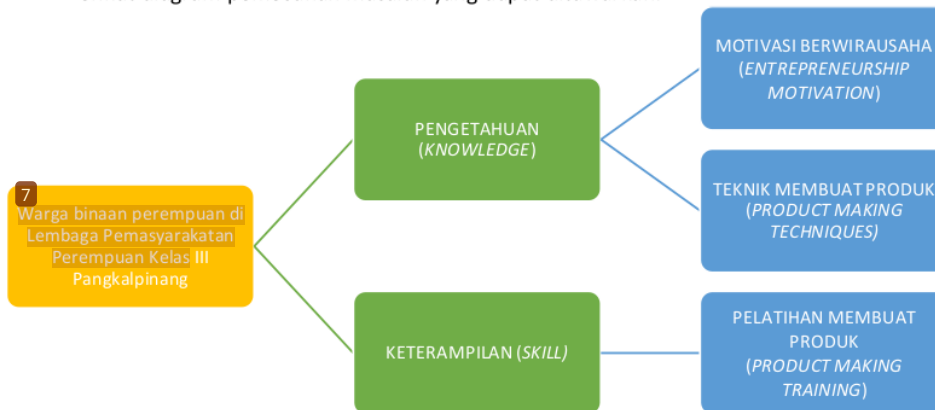 MOTIVASI BERWIRAUSAHA
(ENTREPRENEURSHIP
MOTIVATION)
PENGETAHUAN
(KNOWLEDGE)
TEKNIK MEMBUAT PRODUK
(PRODUCT MAKING
TECHNIQUES)
7
Warga binaan perempuan di
Lembaga Pemasyarakatan
Perempuan Kelas III
Pangkalpinang
KETERAMPILAN (SKILL)
PELATIHAN MEMBUAT
PRODUK
(PRODUCT MAKING
TRAINING)